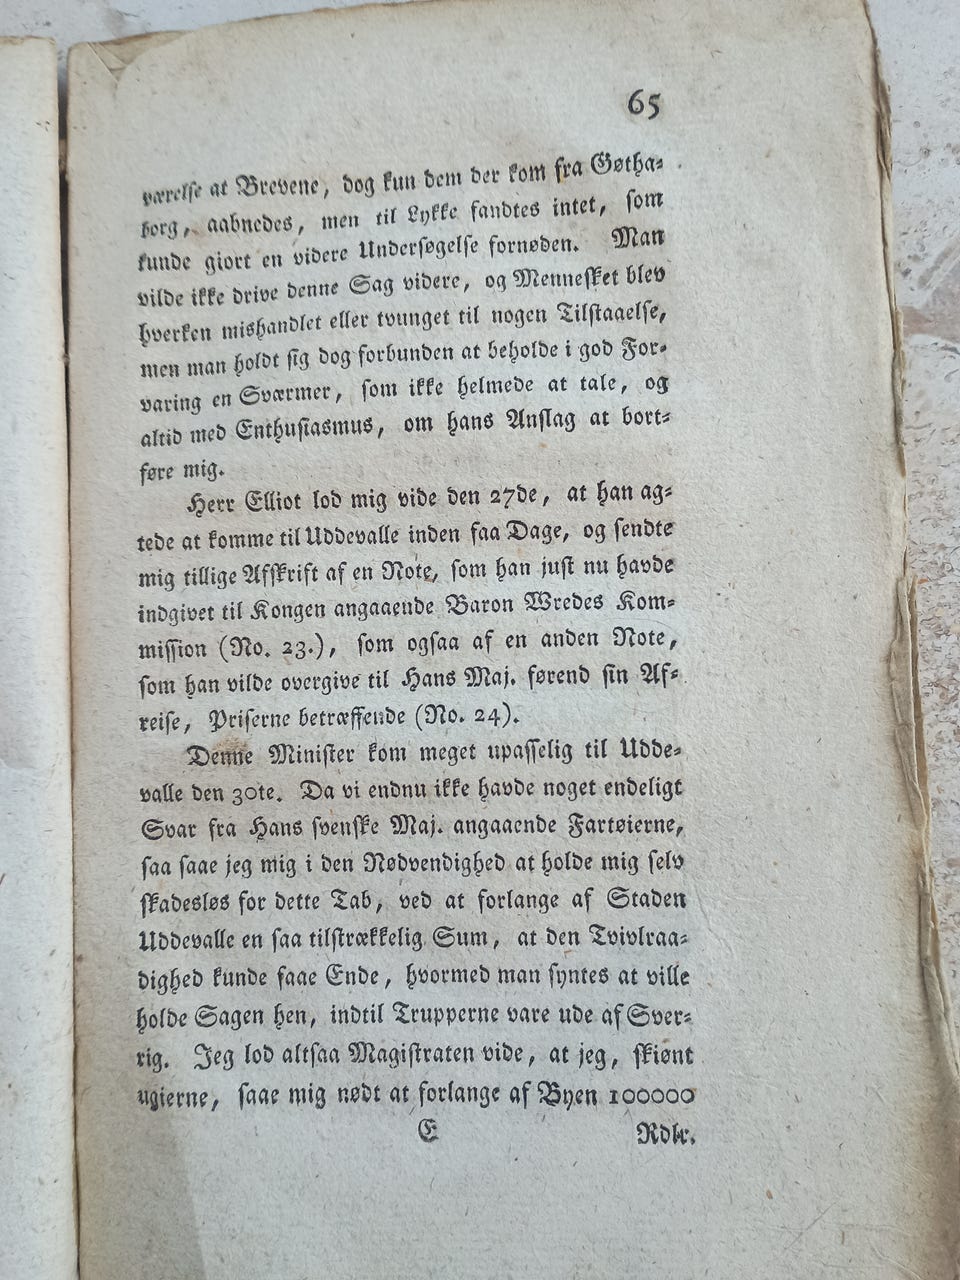 65
værelse at Brevene, dog kun dem der kom fra Gøtha-
borg, aabnedes, men til Lykke fandtes intet, som
kunde giort en videre Undersøgelse fornøden. Man
vilde ikke drive denne Sag videre, og Mennesket blev
hverken mishandlet eller tvunget til nogen Tilstaaelse,
men man holdt sig dog forbunden at beholde i god For-
varing en Sværmer, som ikke helmede at tale, og
altid med Enthusiasmus, om hans Anslag at bort-
føre mig.
Herr Elliot lod mig vide den 27de, at han ag-
tede at komme til Uddevalle inden faa Dage, og sendte
mig tillige Afskrift af en Note, som han just nu havde
indgivet til Kongen angaaende Baron Wredes Kom-
mission (No. 23.), som ogsaa af en anden Note,
som han vilde overgive til Hans Maj. førend sin Af-
reise, Priserne betræffende (No. 24).
Denne Minister kom meget upasselig til Udde-
valle den 30te. Da vi endnu ikke havde noget endeligt
Svar fra Hans svenske Maj. angaaende Fartøierne,
saa saae jeg mig i den Nødvendighed at holde mig selv
skadesløs for dette Tab, ved at forlange af Staden
Uddevalle en saa tilstrækkelig Sum, at den Tvivlraa-
dighed kunde faae Ende, hvormed man syntes at ville
holde Sagen hen, indtil Trupperne vare ude af Sver-
rig. Jeg lod altsaa Magistraten vide, at jeg, skiønt
ugierne, saae mig nødt at forlange af Byen 100000
E
Rdlr.